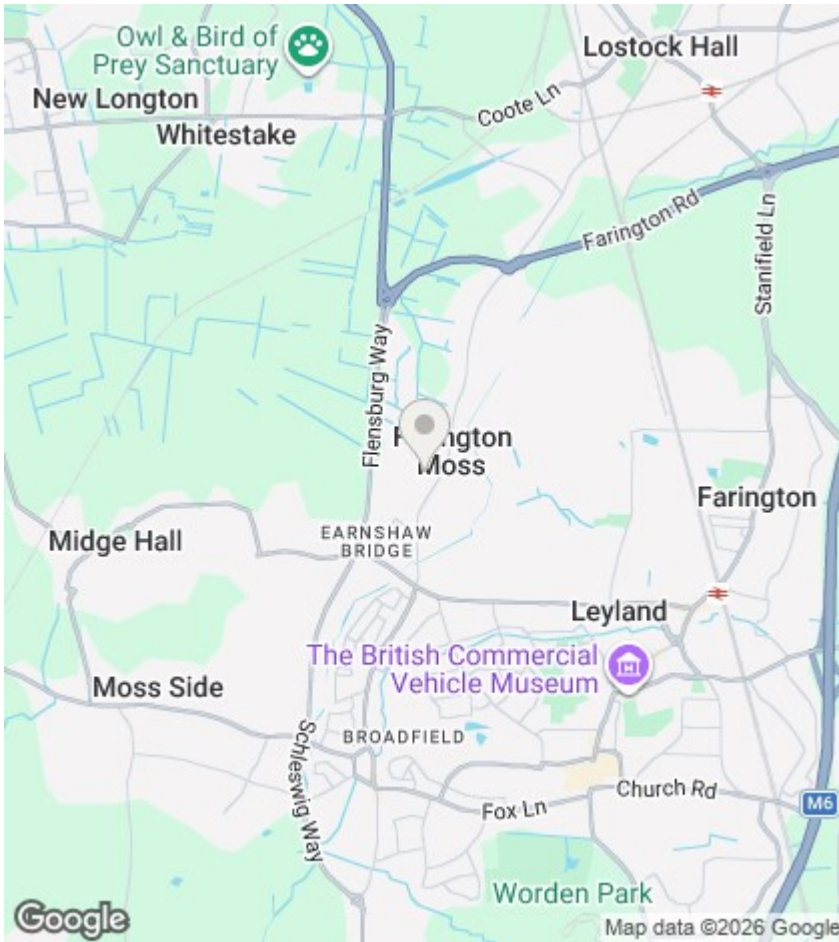 Owl & Bird of
Prey Sanctuary
Lostock Hall
New Longton
Coote Ln
Whitestake
Farington Rd
Stanifield Ln
Flensburg Way
ngton
Moss
Farington
EARNSHAW
BRIDGE
Midge Hall
Leyland
The British Commercial
Vehicle Museum
Moss Side
BROADFIELD
Schleswig Way
Church Rd
M6
Fox Ln
Worden Park
Google
Map data ©2026 Google